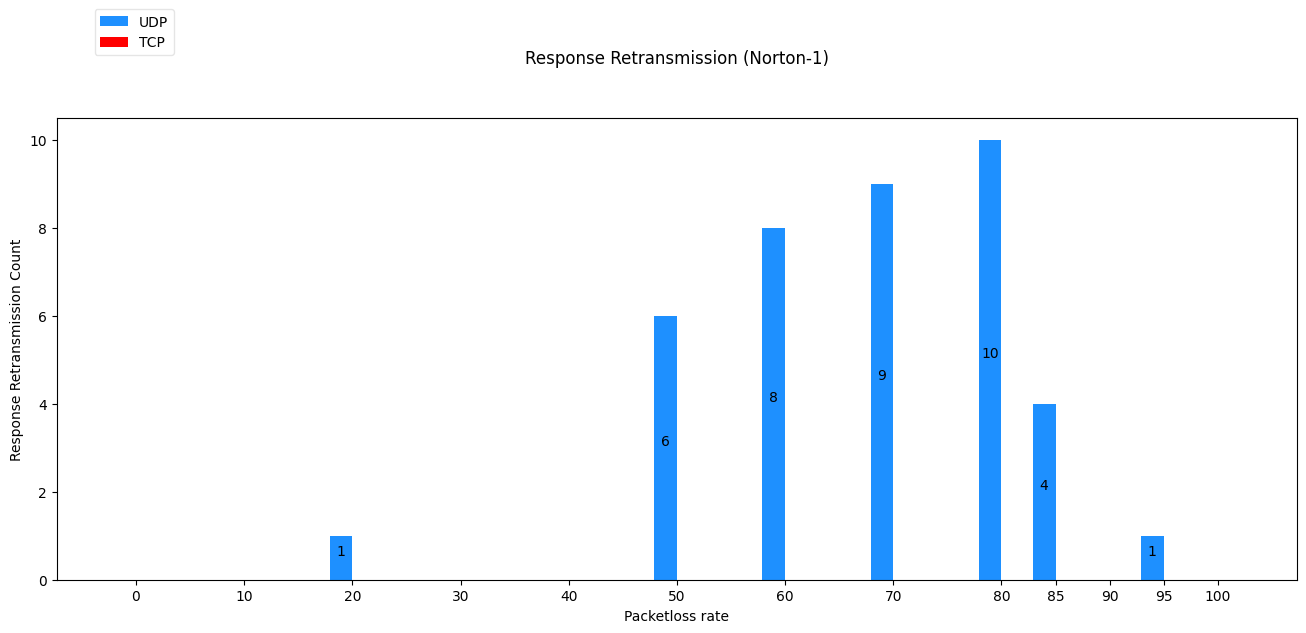 UDP
TCP
Response Retransmission (Norton-1)
Response Retransmission Count
10
8
6
4
2
0
1
6
8
9
10
4
1
0 10 20 30 40 50 60 70 80 85 90 95 100
Packetloss rate